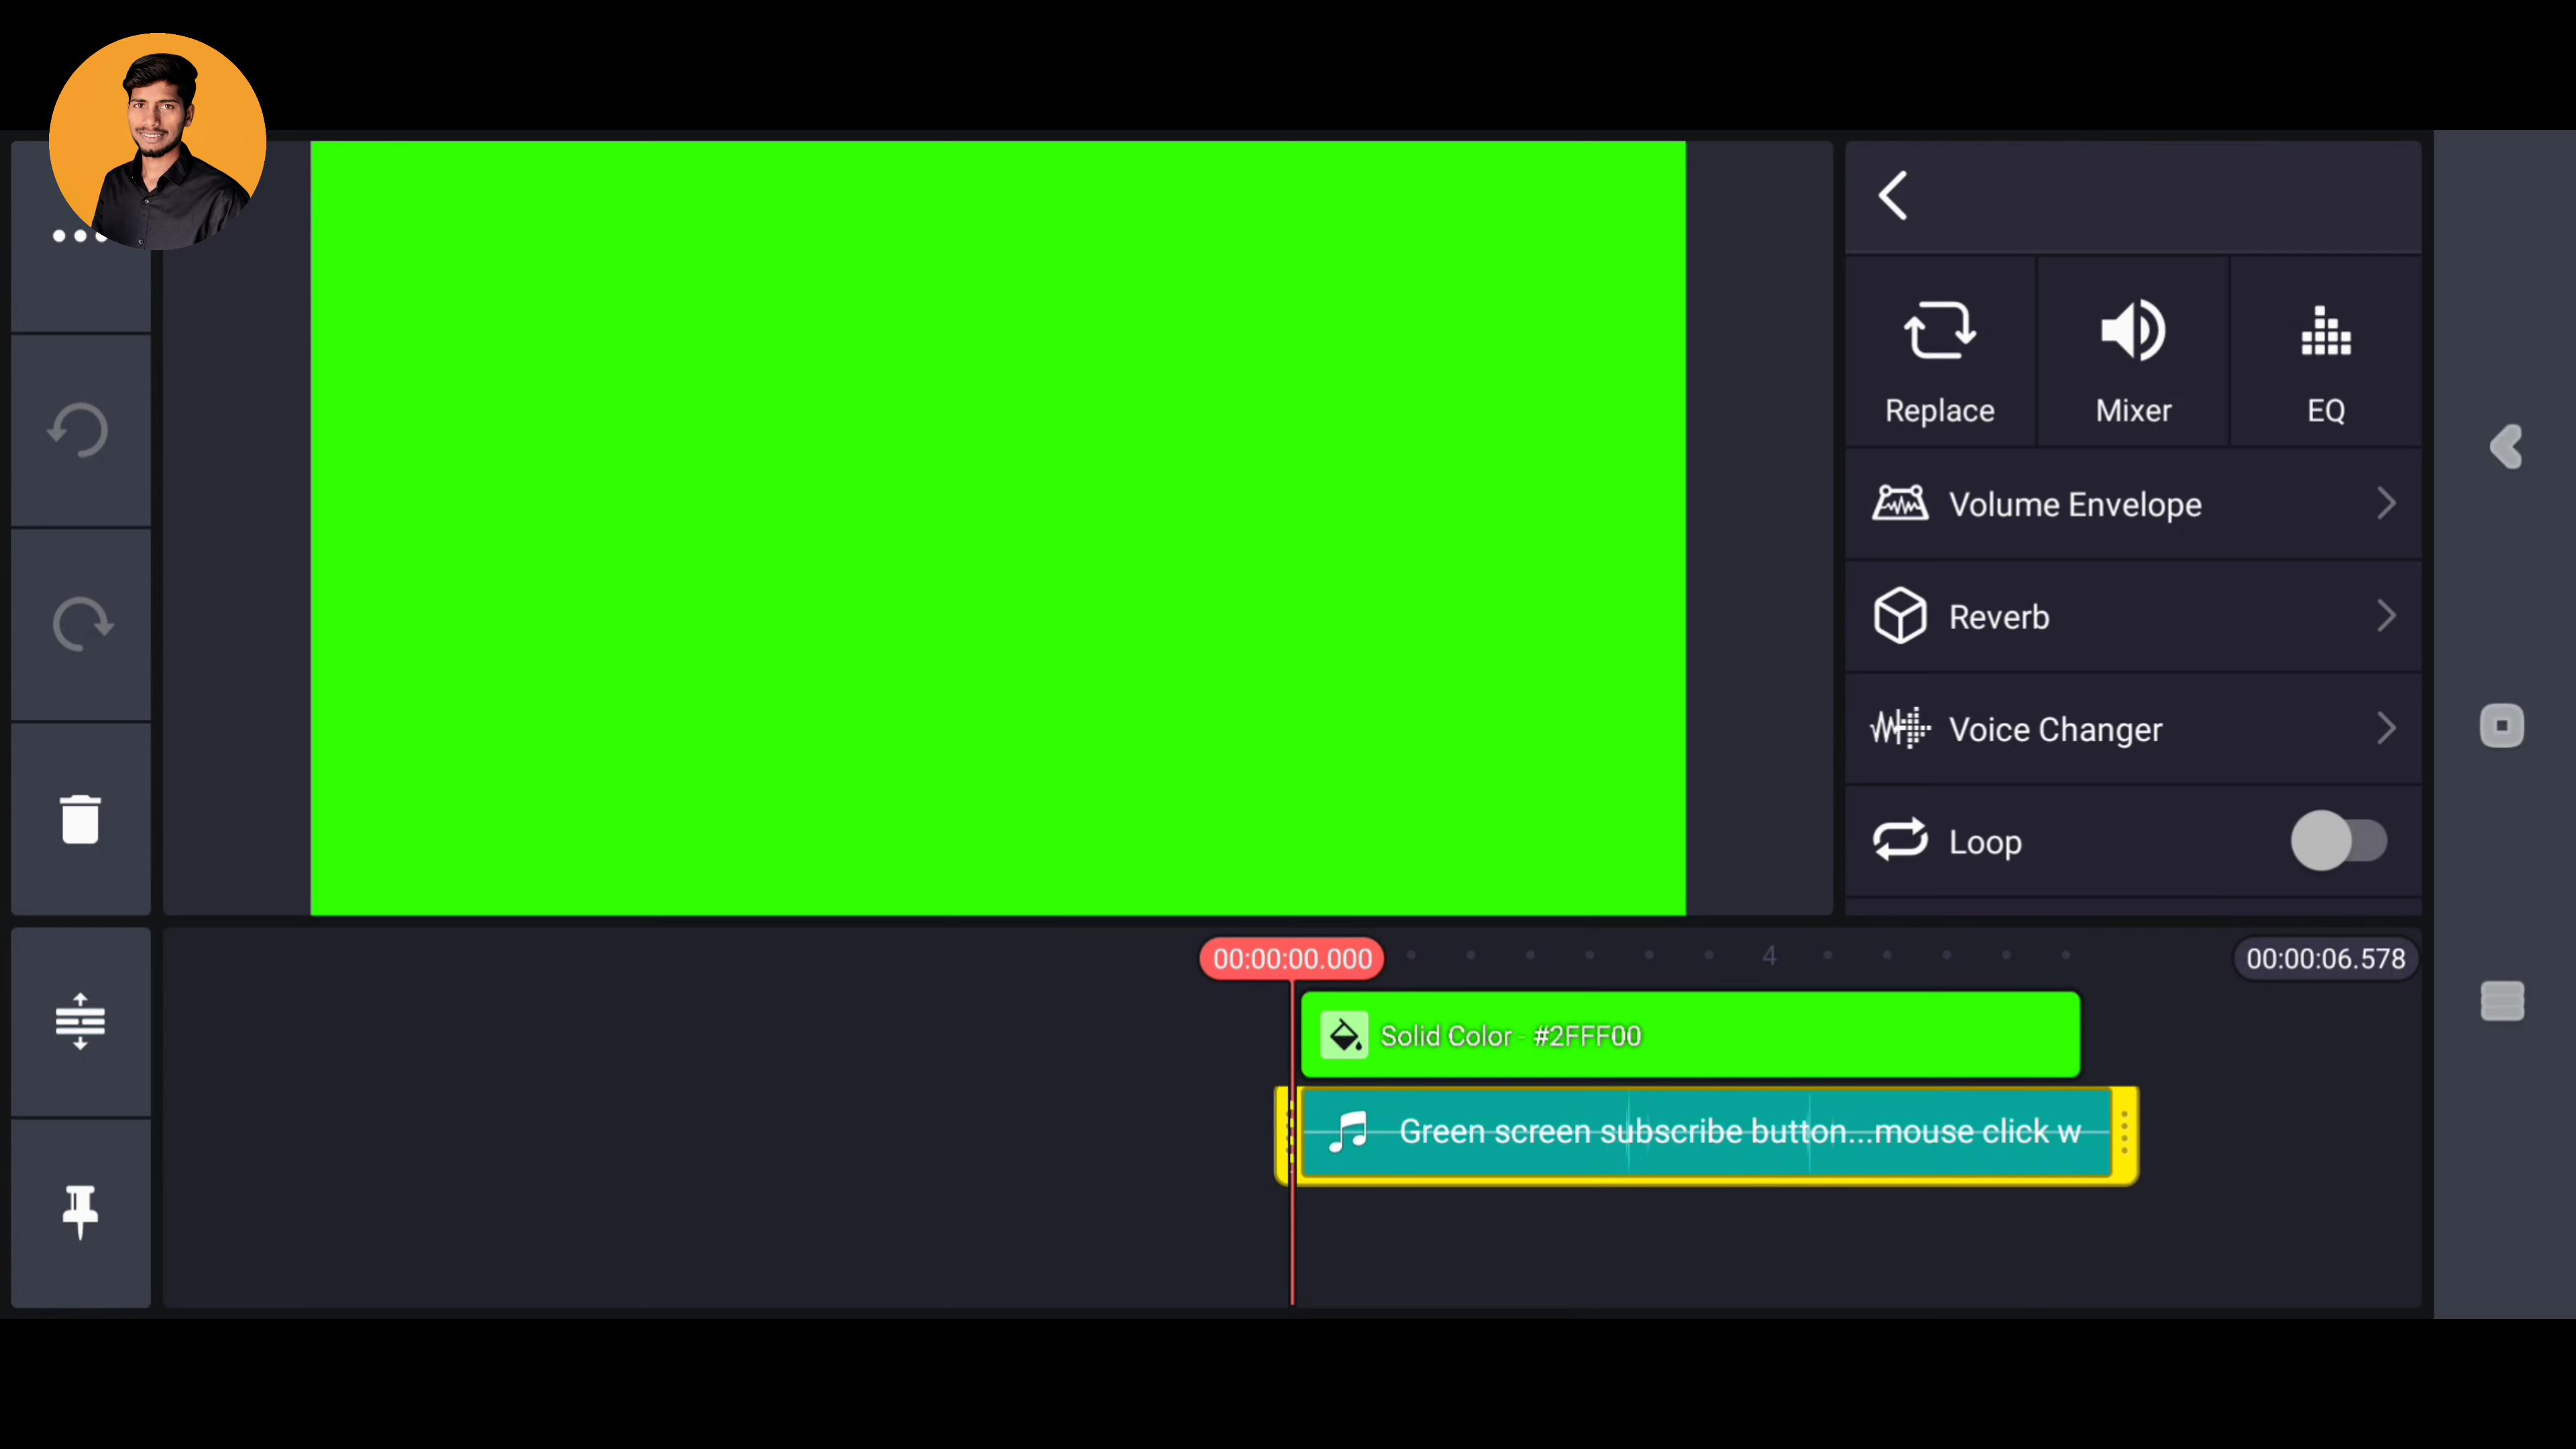 Replace
Mixer
EQ
Volume Envelope
Reverb
Voice Changer
Loop
00:00:00.000
4
00:00:06.578
Solid Color - #2FFF00
Green screen subscribe button...mouse click w